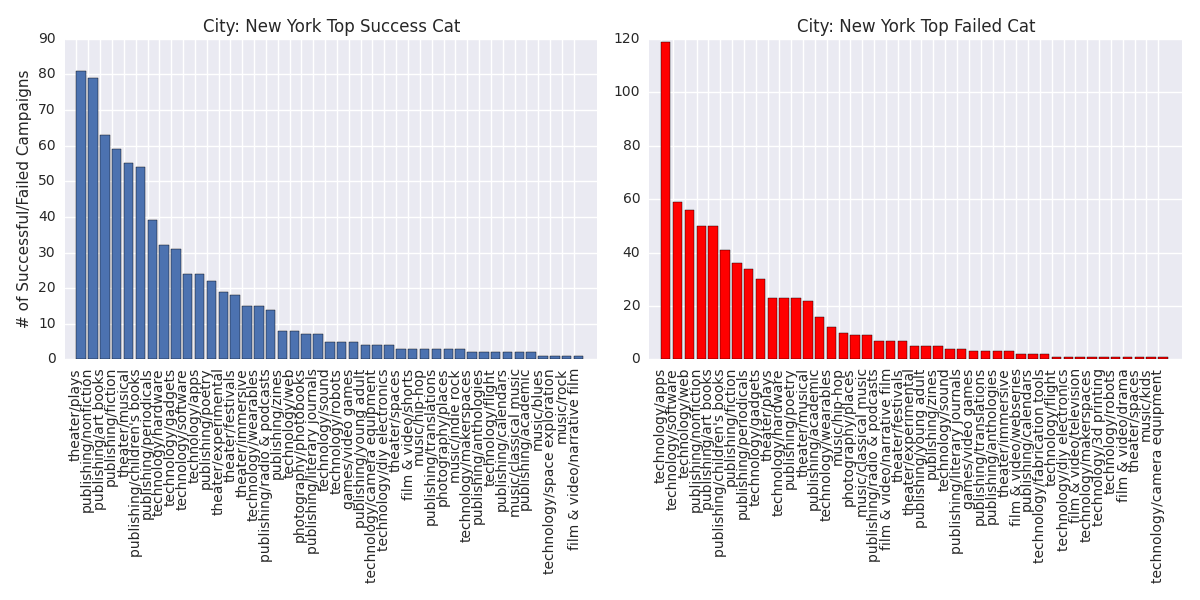 City: New York Top Success Cat
# of Successful/Failed Campaigns
90
80
70
60
50
40
30
20
10
0
theater/plays
publishing/nonfiction
publishing/art books
publishing/fiction
theater/musical
publishing/children's books
publishing/periodicals
technology/hardware
technology/gadgets
technology/software
technology/apps
publishing/poetry
theater/experimental
theater/festivals
theater/immersive
technology/wearables
publishing/radio & podcasts
publishing/zines
technology/web
photography/photobooks
publishing/literary journals
technology/sound
technology/robots
games/video games
publishing/young adult
technology/camera equipment
technology/diy electronics
theater/spaces
film & video/shorts
music/hip-hop
publishing/translations
photography/places
music/indie rock
technology/makerspaces
publishing/anthologies
technology/flight
publishing/calendars
music/classical music
publishing/academic
music/blues
technology/space exploration
music/rock
film & video/narrative film
City: New York Top Failed Cat
120
100
80
60
40
20
0
technology/apps
technology/software
technology/web
publishing/nonfiction
publishing/art books
publishing/children's books
publishing/fiction
publishing/periodicals
technology/gadgets
theater/plays
technology/hardware
publishing/poetry
theater/musical
publishing/academic
technology/wearables
music/hip-hop
photography/places
music/classical music
publishing/radio & podcasts
film & video/narrative film
theater/festivals
theater/experimental
publishing/young adult
publishing/zines
technology/sound
publishing/literary journals
games/video games
publishing/translations
publishing/anthologies
theater/immersive
film & video/webseries
publishing/calendars
technology/fabrication tools
technology/flight
technology/diy electronics
film & video/television
technology/makerspaces
technology/3d printing
technology/robots
film & video/drama
theater/spaces
music/kids
technology/camera equipment